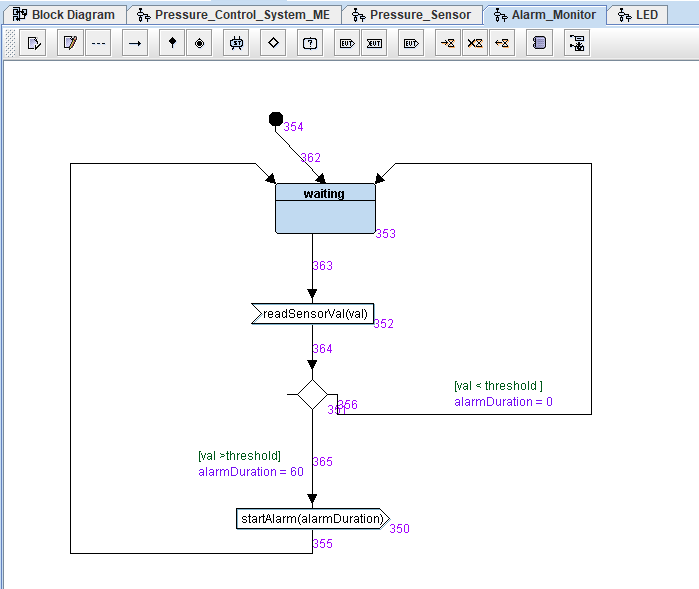 Block Diagram Pressure_Control_System_ME Pressure_Sensor Alarm_Monitor LED
354
362
waiting
353
363
readSensorVal(val)
352
364
[val < threshold ]
356
alarmDuration = 0
[val >threshold]
365
alarmDuration = 60
startAlarm(alarmDuration)
350
355